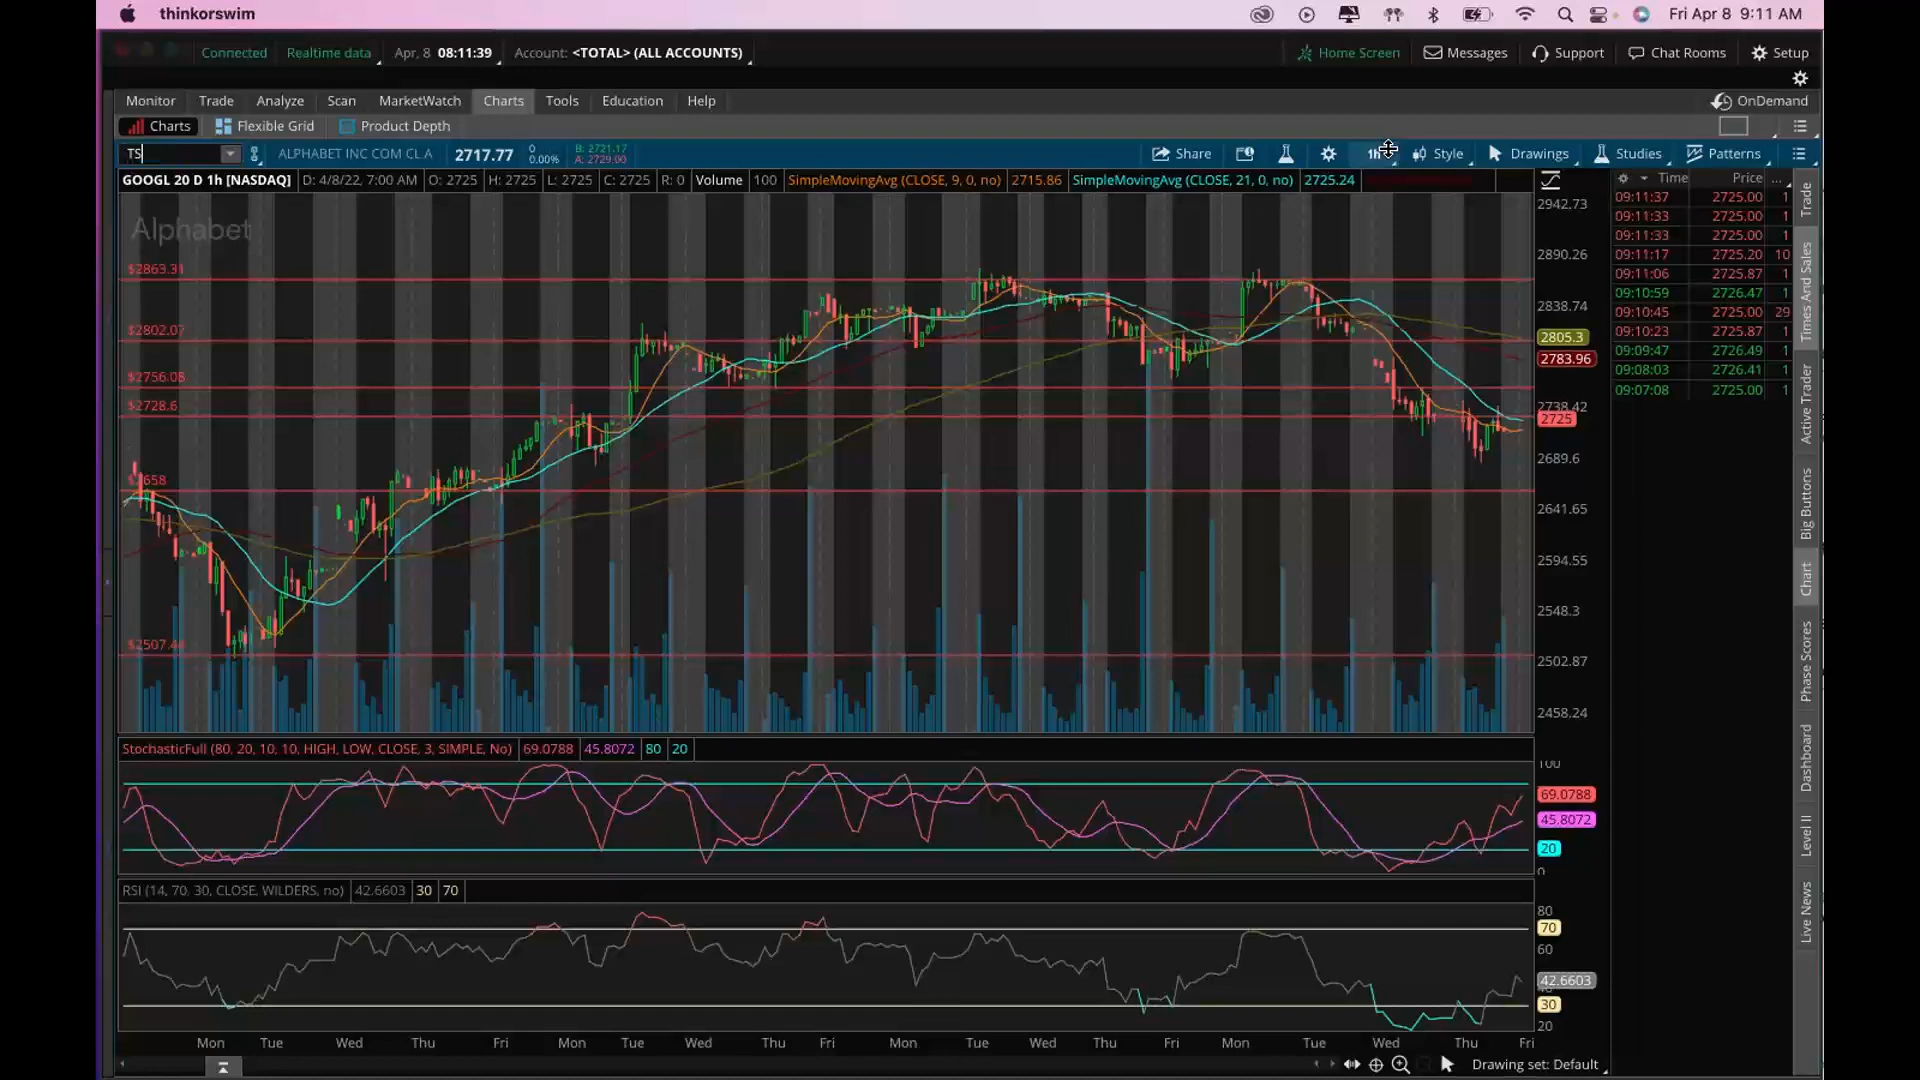 thinkorswim Fri Apr 8 9:11 AM
Connected Realtime data Apr, 8 08:11:39 Account: <TOTAL> (ALL ACCOUNTS) Home Screen Messages Support Chat Rooms Setup
Monitor Trade Analyze Scan MarketWatch Charts Tools Education Help OnDemand
Charts Flexible Grid Product Depth
TS ALPHABET INC COM CL A 2717.77 0 0.00% B: 2721.17 A: 2729.00 Share 1h Style Drawings Studies Patterns
GOOGL 20 D 1h [NASDAQ] D: 4/8/22, 7:00 AM O: 2725 H: 2725 L: 2725 C: 2725 R: 0 Volume 100 SimpleMovingAvg (CLOSE, 9, 0, no) 2715.86 SimpleMovingAvg (CLOSE, 21, 0, no) 2725.24
Alphabet
$2863.31
$2802.07
$2756.08
$2728.6
$2658
2942.73
2890.26
2838.74
2805.3
2783.96
2738.42
2725
2689.6
2641.65
2594.55
2548.3
2502.87
2458.24
Time Price ...
09:11:37 2725.00 1
09:11:33 2725.00 1
09:11:33 2725.00 1
09:11:17 2725.20 10
09:11:06 2725.87 1
09:10:59 2726.47 1
09:10:45 2725.00 29
09:10:23 2725.87 1
09:09:47 2726.49 1
09:08:03 2726.41 1
09:07:08 2725.00 1
Trade
Times And Sales
Active Trader
Big Buttons
Chart
Phase Scores
Dashboard
Level II
Live News
StochasticFull (80, 20, 10, 10, HIGH, LOW, CLOSE, 3, SIMPLE, No) 69.0788 45.8072 80 20
100
69.0788
45.8072
20
0
RSI (14, 70, 30, CLOSE, WILDERS, no) 42.6603 30 70
80
70
60
42.6603
30
20
Mon Tue Wed Thu Fri Mon Tue Wed Thu Fri Mon Tue Wed Thu Fri Mon Tue Wed Thu Fri
Drawing set: Default